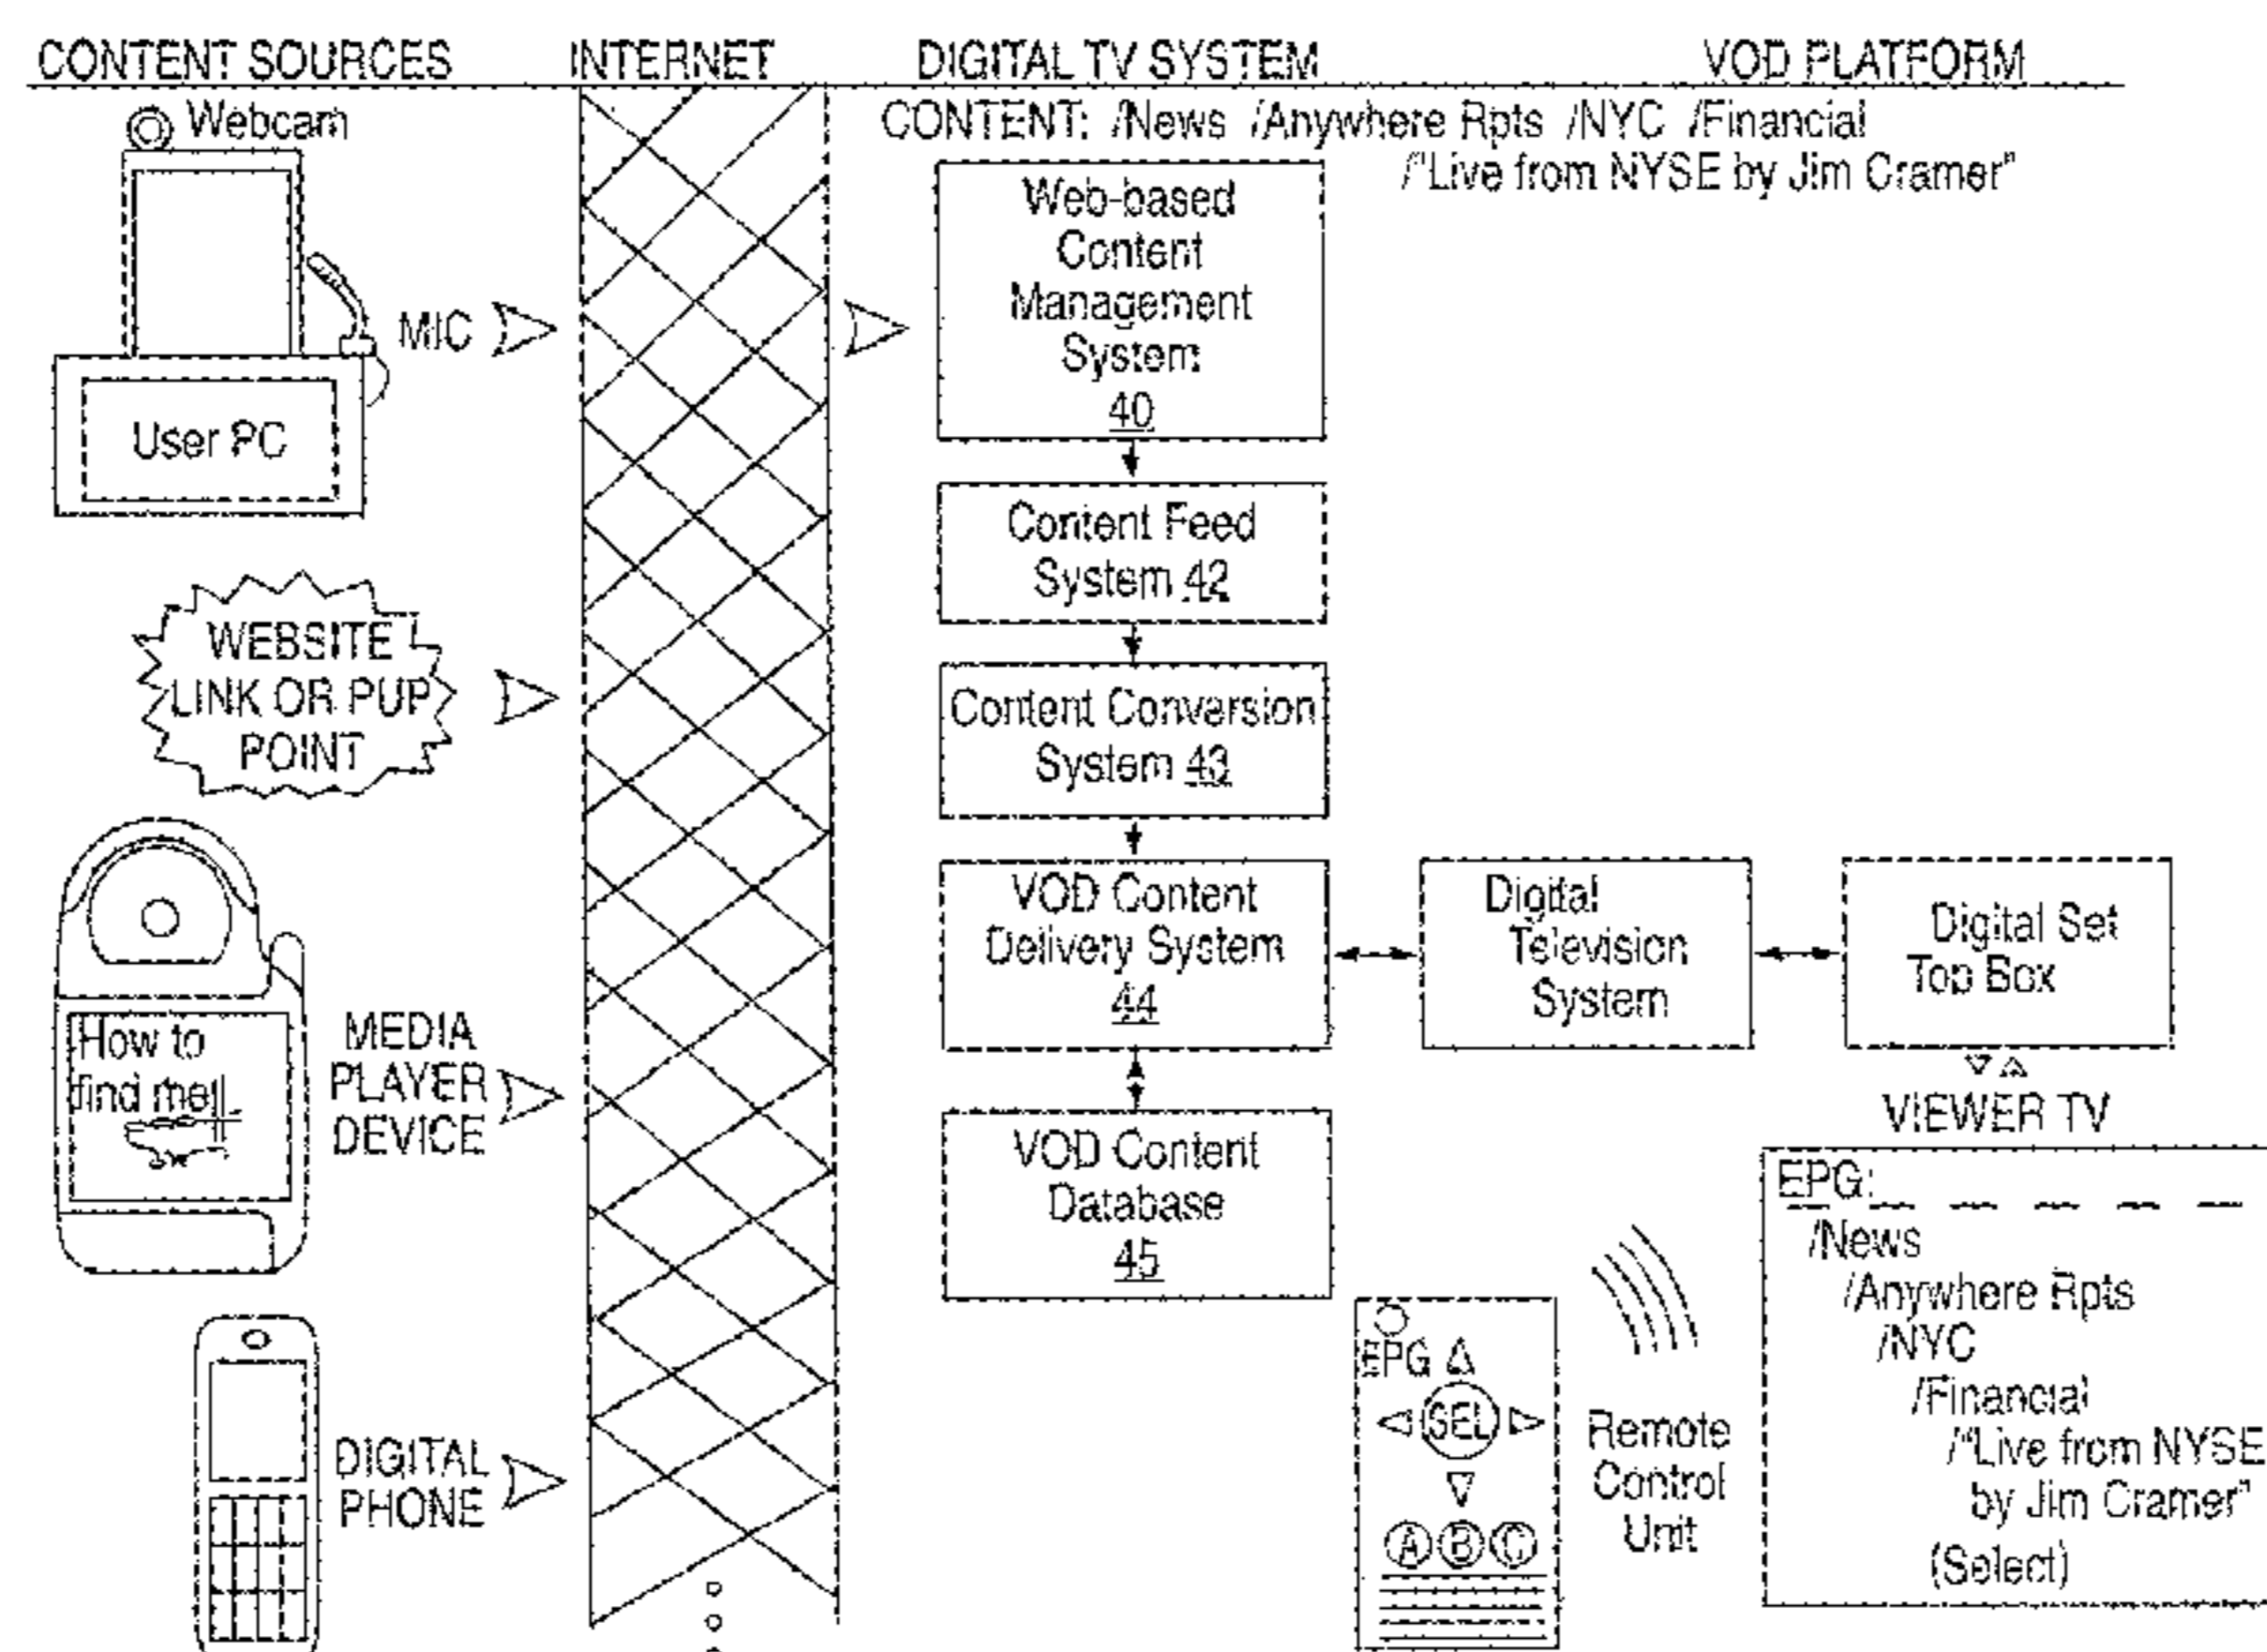 CONTENT SOURCES
INTERNET
DIGITAL TV SYSTEM
VOD PLATFORM
Webcam
MIC
User PC
WEBSITE
LINK OR PUP
POINT
How to
find me!
MEDIA
PLAYER
DEVICE
DIGITAL
PHONE
CONTENT: /News /Anywhere Rpts /NYC /Financial
/"Live from NYSE by Jim Cramer"
Web-based
Content
Management
System
40
Content Feed
System 42
Content Conversion
System 43
VOD Content
Delivery System
44
VOD Content
Database
45
Digital
Television
System
Digital Set
Top Box
VIEWER TV
EPG:
/News
/Anywhere Rpts
/NYC
/Financial
/"Live from NYSE
by Jim Cramer"
(Select)
EPG
SEL
A B C
Remote
Control
Unit